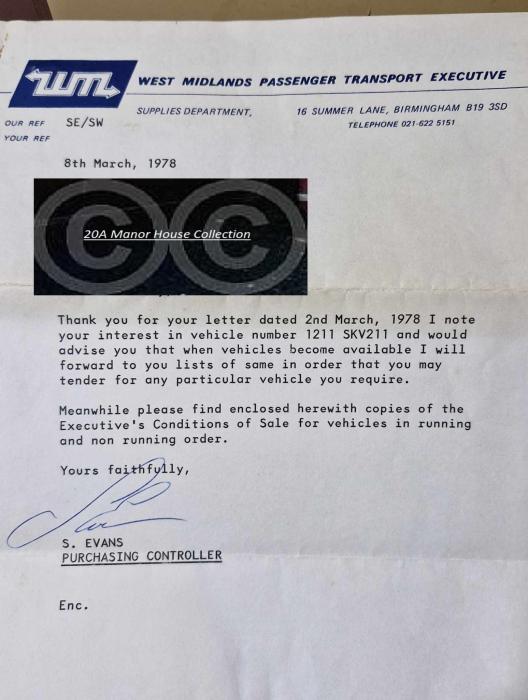 wm
WEST MIDLANDS PASSENGER TRANSPORT EXECUTIVE
SUPPLIES DEPARTMENT,
16 SUMMER LANE, BIRMINGHAM B19 3SD
TELEPHONE 021-622 5151
OUR REF SE/SW
YOUR REF
8th March, 1978
© ©
20A Manor House Collection
Thank you for your letter dated 2nd March, 1978 I note
your interest in vehicle number 1211 SKV211 and would
advise you that when vehicles become available I will
forward to you lists of same in order that you may
tender for any particular vehicle you require.
Meanwhile please find enclosed herewith copies of the
Executive's Conditions of Sale for vehicles in running
and non running order.
Yours faithfully,
S. EVANS
PURCHASING CONTROLLER
Enc.